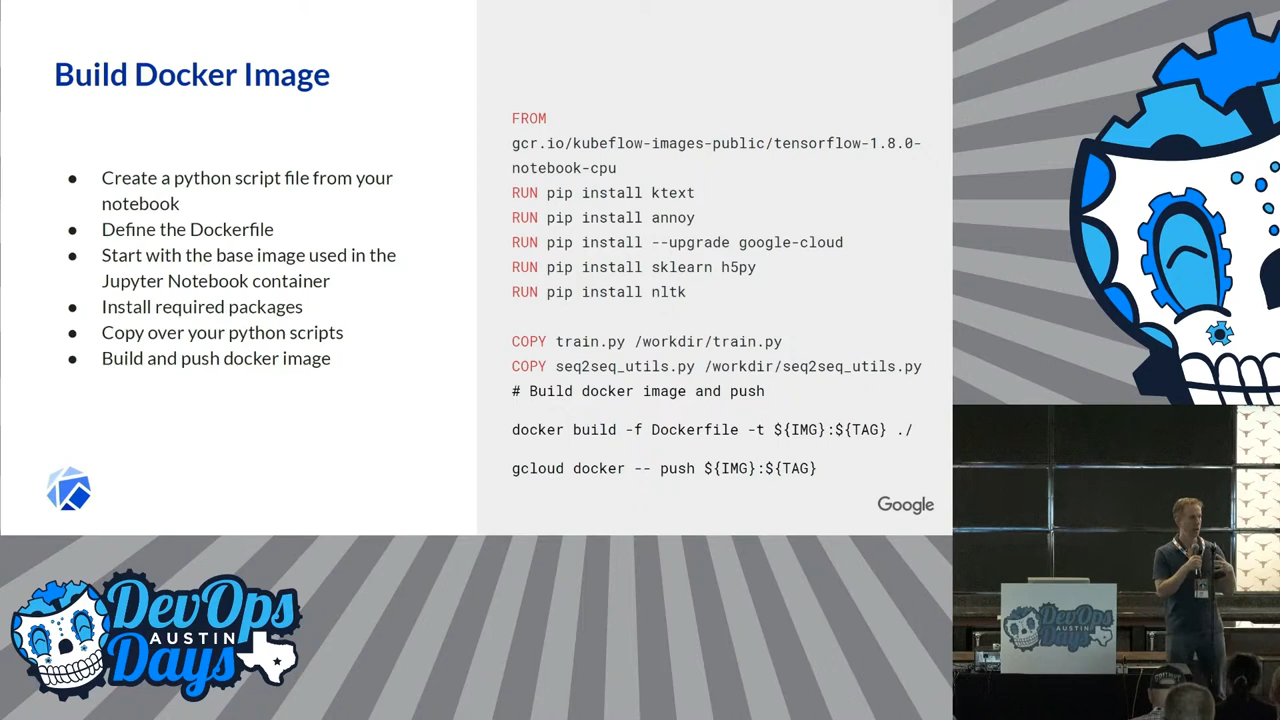 Build Docker Image
● Create a python script file from your
notebook
● Define the Dockerfile
● Start with the base image used in the
Jupyter Notebook container
● Install required packages
● Copy over your python scripts
● Build and push docker image
FROM
gcr.io/kubeflow-images-public/tensorflow-1.8.0-
notebook-cpu
RUN pip install ktext
RUN pip install annoy
RUN pip install --upgrade google-cloud
RUN pip install sklearn h5py
RUN pip install nltk
COPY train.py /workdir/train.py
COPY seq2seq_utils.py /workdir/seq2seq_utils.py
# Build docker image and push
docker build -f Dockerfile -t ${IMG}:${TAG} ./
gcloud docker -- push ${IMG}:${TAG}
Google
DevOps
AUSTIN
Days
DevOps
AUSTIN
Days